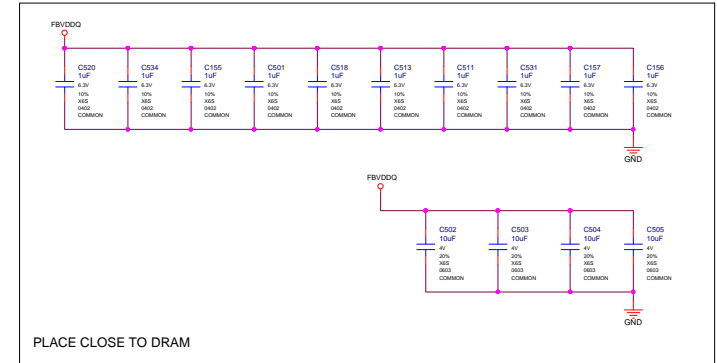 FBVDDQ
C520 C534 C155 C501 C518 C513 C511 C531 C157 C156
1uF 1uF 1uF 1uF 1uF 1uF 1uF 1uF 1uF 1uF
6.3V 6.3V 6.3V 6.3V 6.3V 6.3V 6.3V 6.3V 6.3V 6.3V
10% 10% 10% 10% 10% 10% 10% 10% 10% 10%
X6S X6S X6S X6S X6S X6S X6S X6S X6S X6S
0402 0402 0402 0402 0402 0402 0402 0402 0402 0402
COMMON COMMON COMMON COMMON COMMON COMMON COMMON COMMON COMMON COMMON
GND
FBVDDQ
C502 C503 C504 C505
10uF 10uF 10uF 10uF
4V 4V 4V 4V
20% 20% 20% 20%
X6S X6S X6S X6S
0603 0603 0603 0603
COMMON COMMON COMMON COMMON
GND
PLACE CLOSE TO DRAM